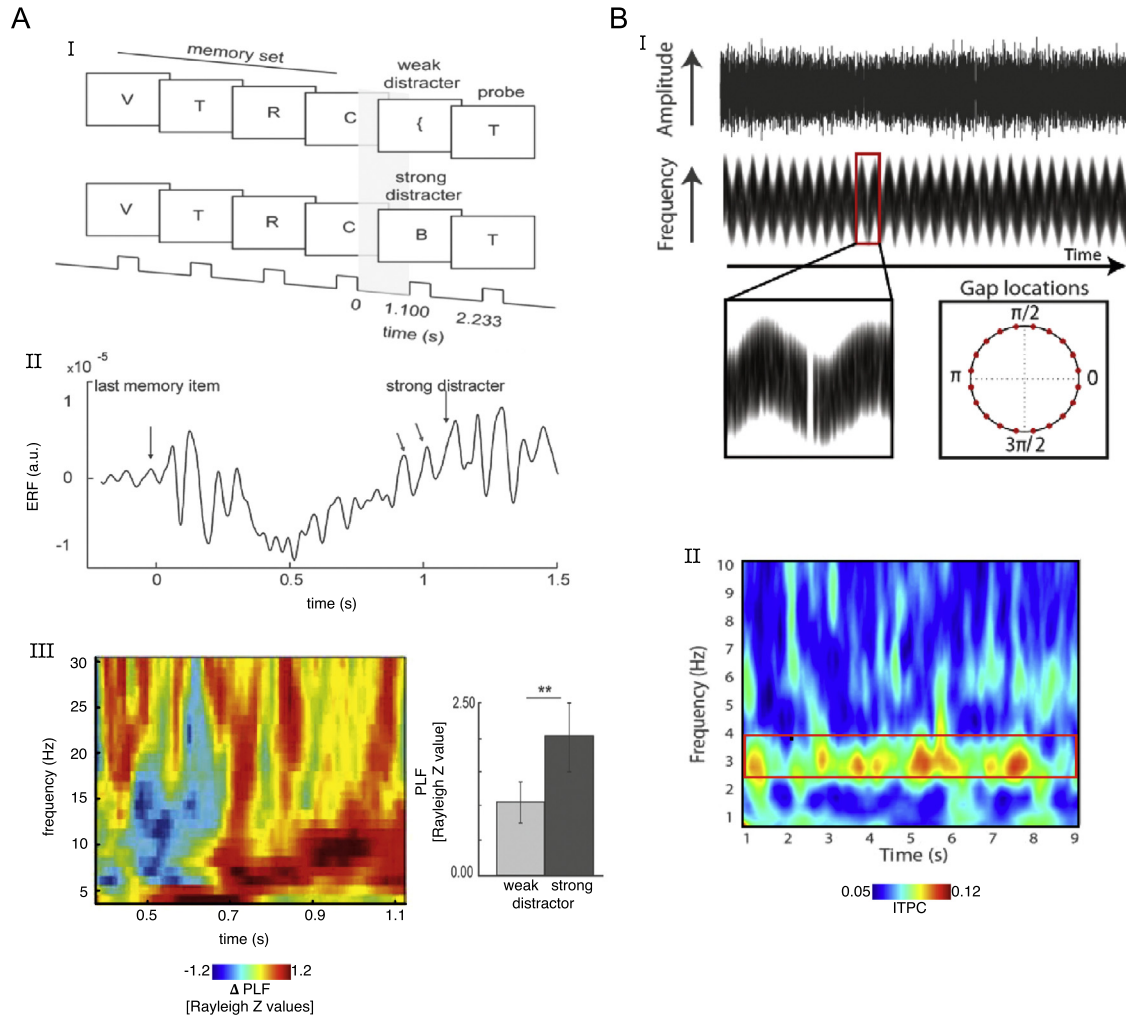 A
I
memory set
V
T
R
C
weak
distracter
{
probe
T
V
T
R
C
strong
distracter
B
T
0
1.100
2.233
time (s)
II
x10 -5
1
0
-1
ERF (a.u.)
last memory item
strong distracter
0
0.5
1
1.5
time (s)
III
frequency (Hz)
30
25
20
15
10
5
0.5
0.7
0.9
1.1
time (s)
-1.2
1.2
Δ PLF
[Rayleigh Z values]
PLF
[Rayleigh Z value]
2.50
0.00
**
weak
strong
distractor
B
I
Amplitude
Frequency
Time
Gap locations
π/2
π
0
3π/2
II
Frequency (Hz)
10
9
8
7
6
5
4
3
2
1
1
2
3
4
5
6
7
8
9
Time (s)
0.05
0.12
ITPC